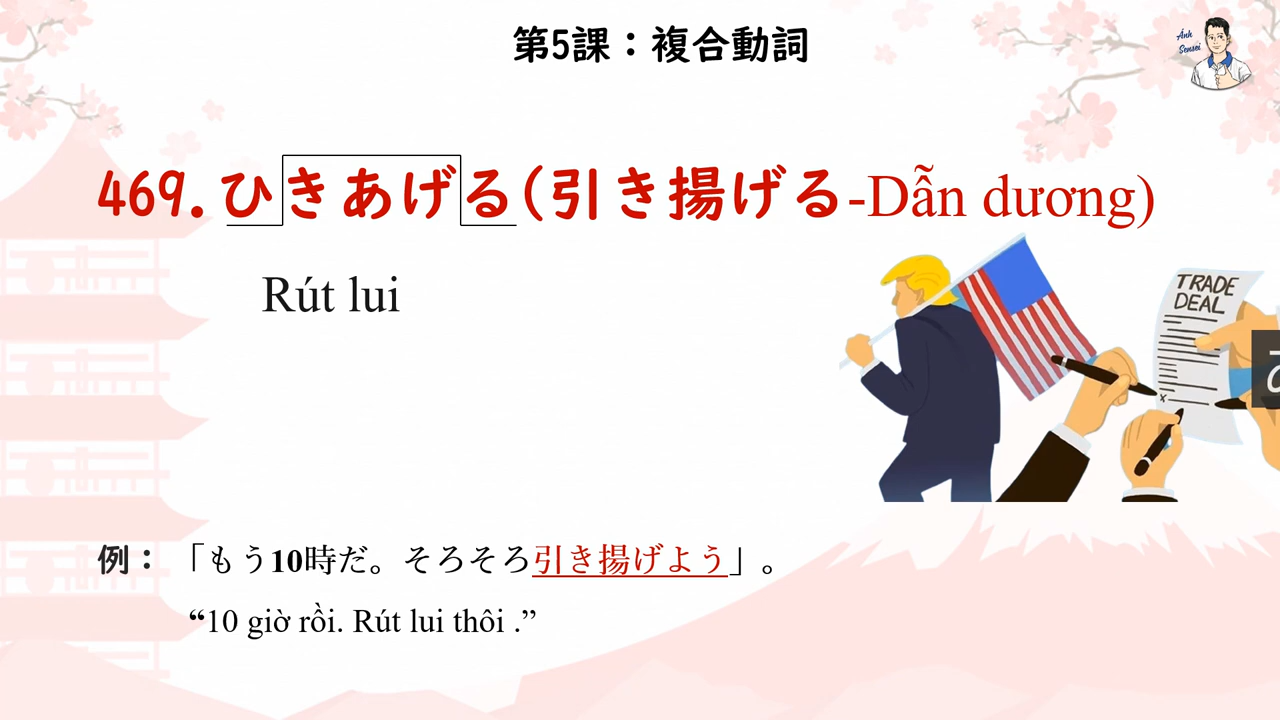 第5課：複合動詞
Ánh Sensei
469.ひきあげる(引き揚げる-Dẫn dương)
Rút lui
TRADE DEAL
x
例： 「もう10時だ。そろそろ引き揚げよう」。
“10 giờ rồi. Rút lui thôi .”